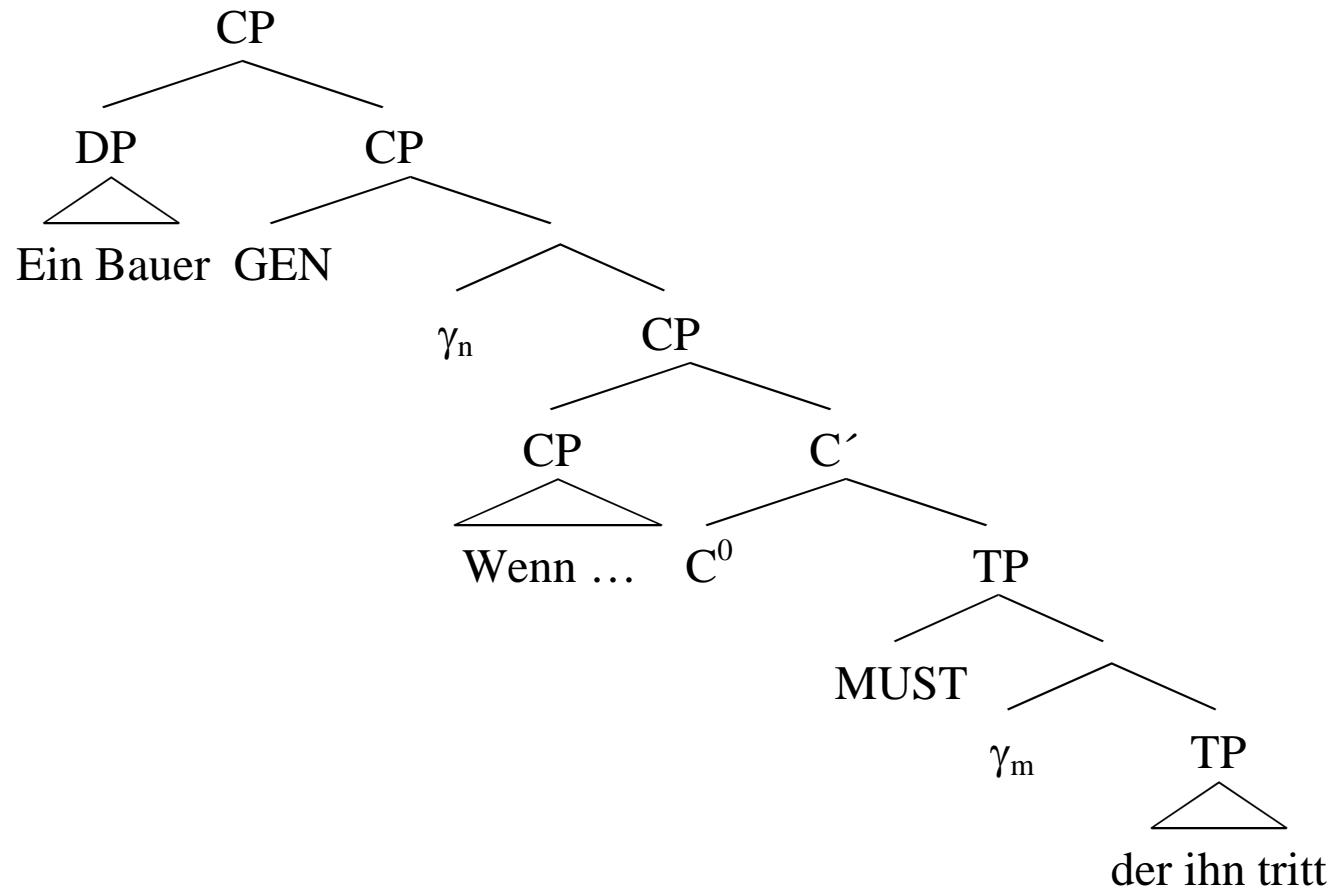 CP
DP CP
Ein Bauer GEN
γₙ CP
CP C´
Wenn … C⁰ TP
MUST
γₘ TP
der ihn tritt